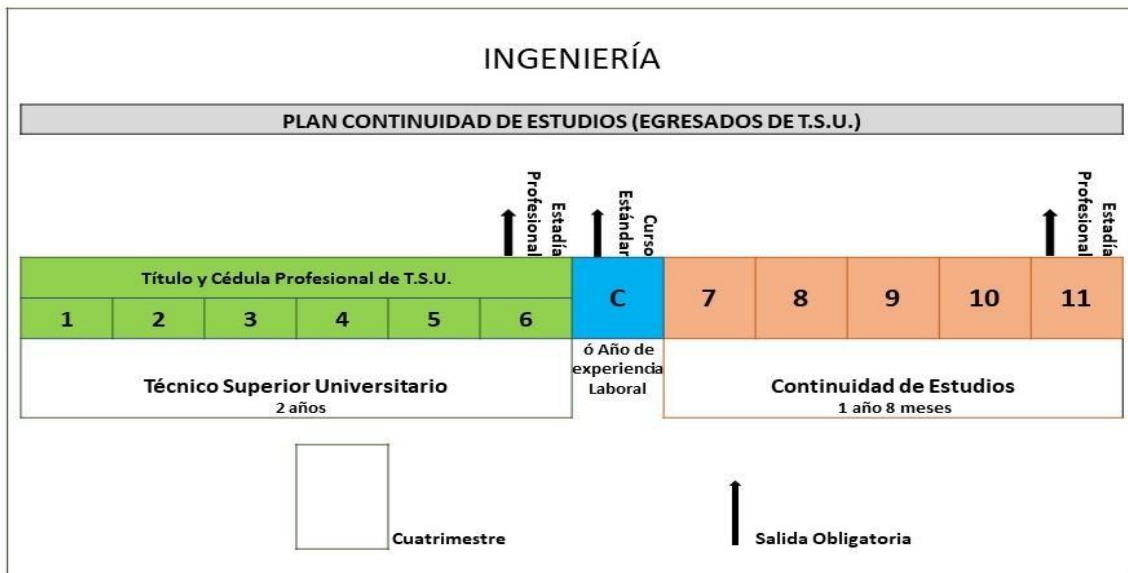 INGENIERÍA
PLAN CONTINUIDAD DE ESTUDIOS (EGRESADOS DE T.S.U.)
Estadía
Profesional
Curso
Estándar
Estadía
Profesional
Título y Cédula Profesional de T.S.U.
1 2 3 4 5 6 C 7 8 9 10 11
Técnico Superior Universitario
2 años
ó Año de
experiencia
Laboral
Continuidad de Estudios
1 año 8 meses
Cuatrimestre
Salida Obligatoria